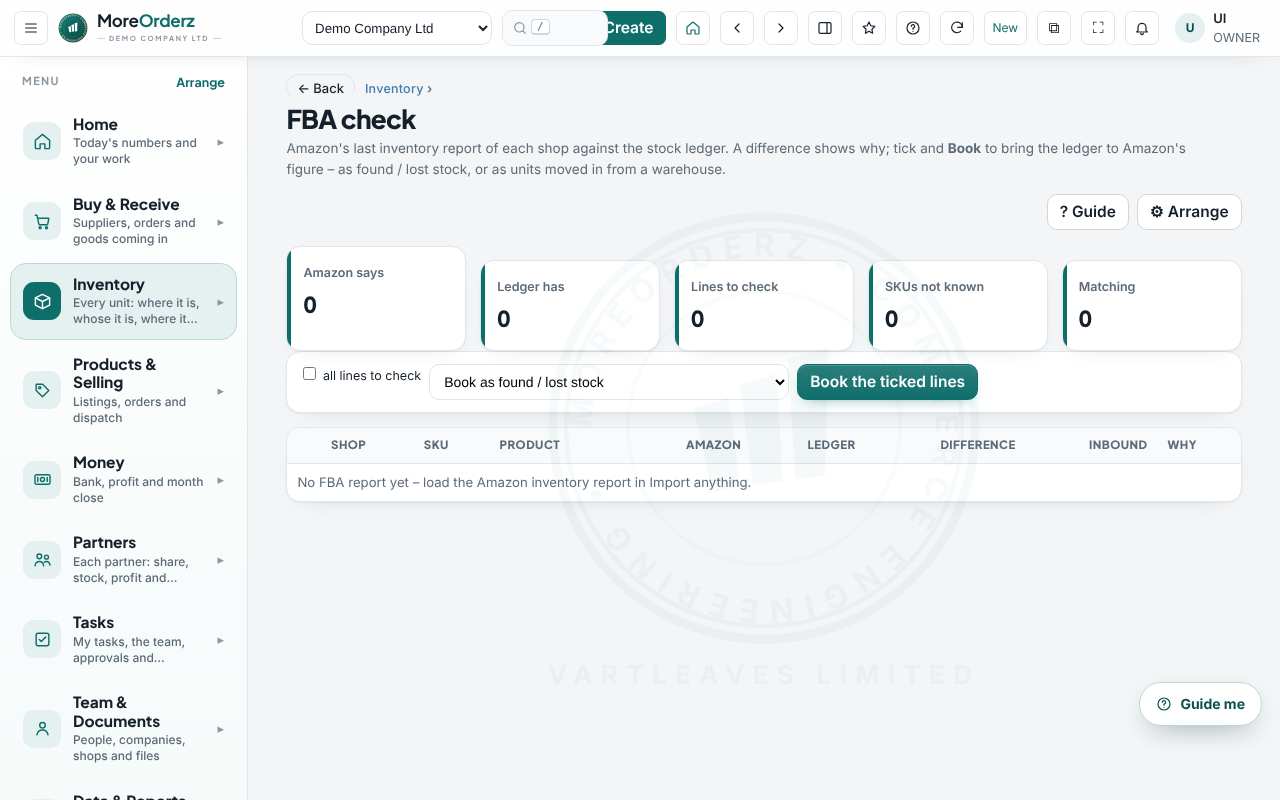 MoreOrderz
— DEMO COMPANY LTD —
Demo Company Ltd
/
Create
New
U
UI
OWNER
MENU
Arrange
Home
Today's numbers and
your work
Buy & Receive
Suppliers, orders and
goods coming in
Inventory
Every unit: where it is,
whose it is, where it...
Products &
Selling
Listings, orders and
dispatch
Money
Bank, profit and month
close
Partners
Each partner: share,
stock, profit and...
Tasks
My tasks, the team,
approvals and...
Team &
Documents
People, companies,
shops and files
Data & Reports
← Back
Inventory ›
FBA check
Amazon's last inventory report of each shop against the stock ledger. A difference shows why; tick and Book to bring the ledger to Amazon's
figure – as found / lost stock, or as units moved in from a warehouse.
? Guide
⚙ Arrange
Amazon says
0
Ledger has
0
Lines to check
0
SKUs not known
0
Matching
0
all lines to check
Book as found / lost stock
Book the ticked lines
SHOP SKU PRODUCT AMAZON LEDGER DIFFERENCE INBOUND WHY
No FBA report yet – load the Amazon inventory report in Import anything.
VARTLEAVES LIMITED
Guide me